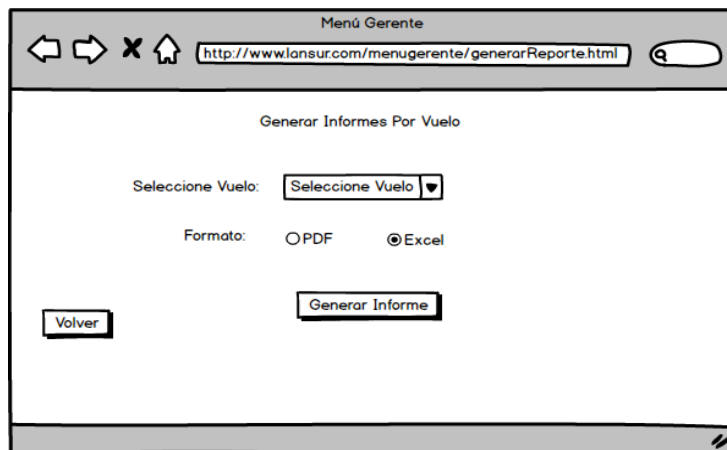 Menú Gerente
http://www.lansur.com/menugerente/generarReporte.html
Generar Informes Por Vuelo
Seleccione Vuelo: Seleccione Vuelo
Formato: PDF Excel
Generar Informe
Volver